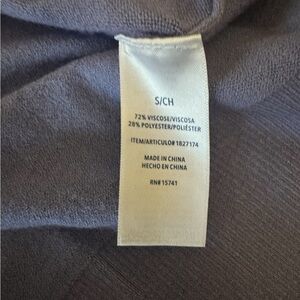 S/CH
72% VISCOSE/VISCOSA
28% POLYESTER/POLIÉSTER
ITEM/ARTICULO# 1827174
MADE IN CHINA
HECHO EN CHINA
RN# 15741